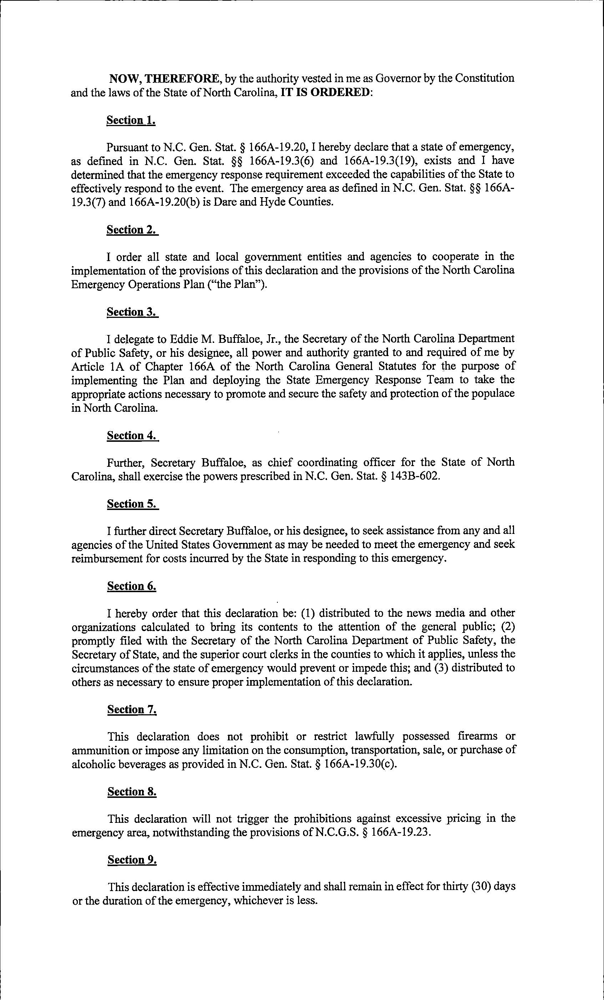 NOW, THEREFORE, by the authority vested in me as Governor by the Constitution
and the laws of the State of North Carolina, IT IS ORDERED:
Section 1.
Pursuant to N.C. Gen. Stat. § 166A-19.20, I hereby declare that a state of emergency,
as defined in N.C. Gen. Stat. §§ 166A-19.3(6) and 166A-19.3(19), exists and I have
determined that the emergency response requirement exceeded the capabilities of the State to
effectively respond to the event. The emergency area as defined in N.C. Gen. Stat. §§ 166A-
19.3(7) and 166A-19.20(b) is Dare and Hyde Counties.
Section 2.
I order all state and local government entities and agencies to cooperate in the
implementation of the provisions of this declaration and the provisions of the North Carolina
Emergency Operations Plan (“the Plan”).
Section 3.
I delegate to Eddie M. Buffaloe, Jr., the Secretary of the North Carolina Department
of Public Safety, or his designee, all power and authority granted to and required of me by
Article 1A of Chapter 166A of the North Carolina General Statutes for the purpose of
implementing the Plan and deploying the State Emergency Response Team to take the
appropriate actions necessary to promote and secure the safety and protection of the populace
in North Carolina.
Section 4.
Further, Secretary Buffaloe, as chief coordinating officer for the State of North
Carolina, shall exercise the powers prescribed in N.C. Gen. Stat. § 143B-602.
Section 5.
I further direct Secretary Buffaloe, or his designee, to seek assistance from any and all
agencies of the United States Government as may be needed to meet the emergency and seek
reimbursement for costs incurred by the State in responding to this emergency.
Section 6.
I hereby order that this declaration be: (1) distributed to the news media and other
organizations calculated to bring its contents to the attention of the general public; (2)
promptly filed with the Secretary of the North Carolina Department of Public Safety, the
Secretary of State, and the superior court clerks in the counties to which it applies, unless the
circumstances of the state of emergency would prevent or impede this; and (3) distributed to
others as necessary to ensure proper implementation of this declaration.
Section 7.
This declaration does not prohibit or restrict lawfully possessed firearms or
ammunition or impose any limitation on the consumption, transportation, sale, or purchase of
alcoholic beverages as provided in N.C. Gen. Stat. § 166A-19.30(c).
Section 8.
This declaration will not trigger the prohibitions against excessive pricing in the
emergency area, notwithstanding the provisions of N.C.G.S. § 166A-19.23.
Section 9.
This declaration is effective immediately and shall remain in effect for thirty (30) days
or the duration of the emergency, whichever is less.